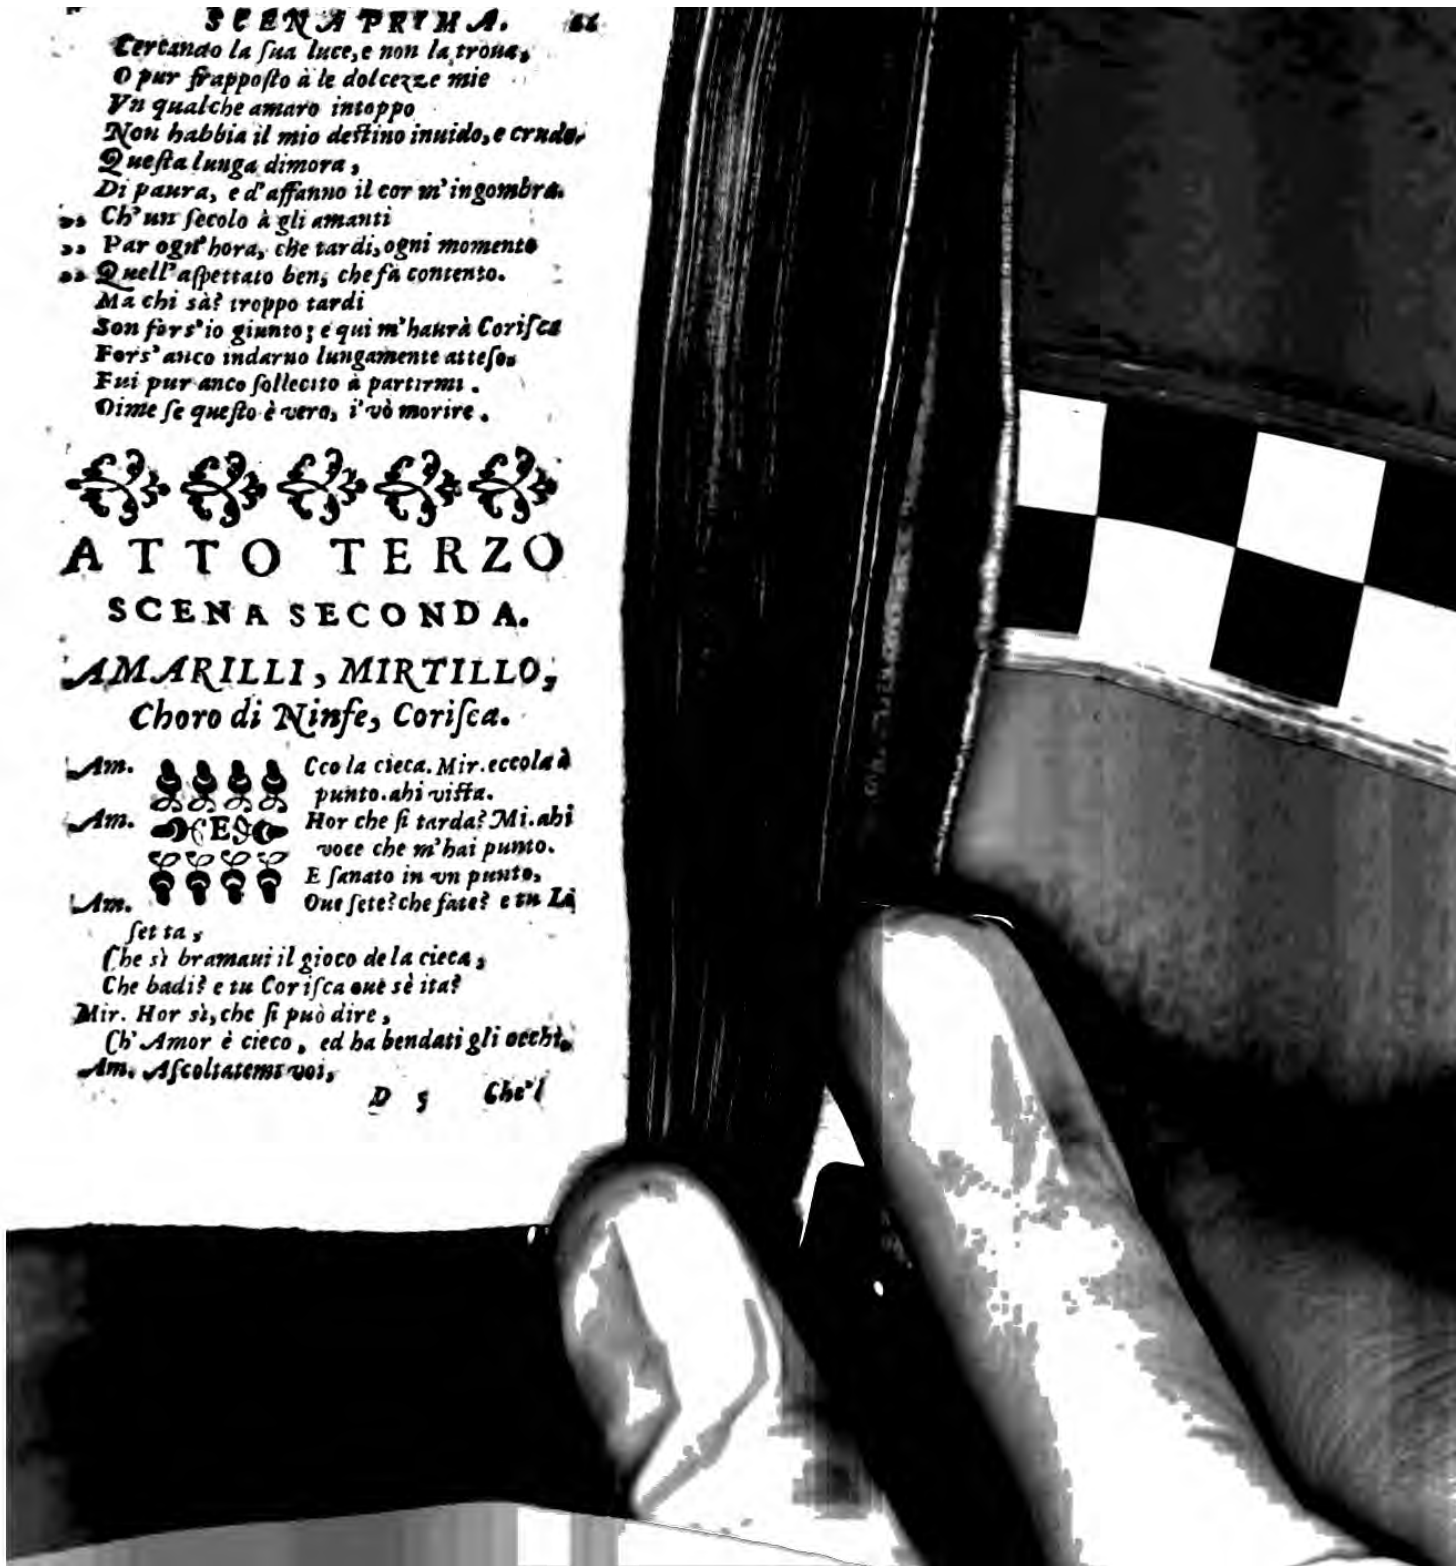 SCENA PRIMA.
Cercando la ſua luce, e non la troua,
O pur frappoſto à le dolcezze mie
Vn qualche amaro intoppo
Non habbia il mio deſtino inuido, e crudo,
Queſta lunga dimora,
Di paura, e d'affanno il cor m'ingombra.
,, Ch'un ſecolo à gli amanti
,, Par ogn'hora, che tardi, ogni momento
,, Quell'aſpettato ben, che fà contento.
Ma chi sà? troppo tardi
Son fors'io giunto; e qui m'haurà Coriſca
Fors'anco indarno lungamente atteſo.
Fui pur anco ſollecito à partirmi.
Oime ſe queſto è vero, i'vò morire.
ATTO TERZO
SCENA SECONDA.
AMARILLI, MIRTILLO,
Choro di Ninfe, Coriſca.
Am. ECco la cieca. Mir. eccola à
punto. ahi viſta.
Am. Hor che ſi tarda? Mi. ahi
voce che m'hai punto.
E ſanato in vn punto,
Am. Oue ſete? che fate? e tu Li
ſetta,
Che sì bramaui il gioco de la cieca,
Che badi? e tu Coriſca oue sè ita?
Mir. Hor sì, che ſi può dire,
Ch'Amor è cieco, ed ha bendati gli occhi.
Am. Aſcoltatemi voi,
D 5 Che'l